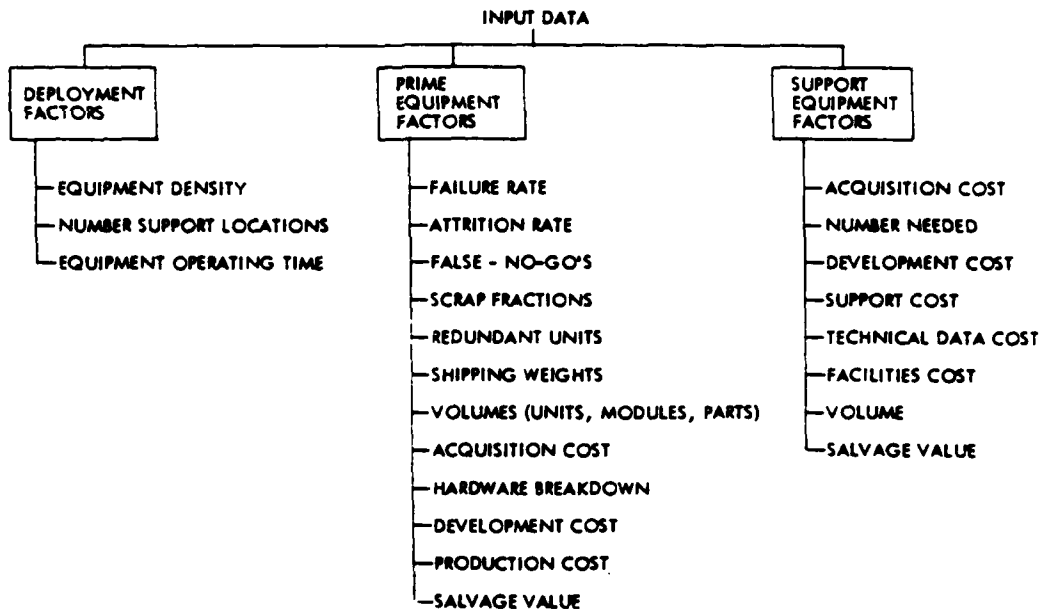 INPUT DATA
DEPLOYMENT
FACTORS
EQUIPMENT DENSITY
NUMBER SUPPORT LOCATIONS
EQUIPMENT OPERATING TIME
PRIME
EQUIPMENT
FACTORS
FAILURE RATE
ATTRITION RATE
FALSE - NO-GO'S
SCRAP FRACTIONS
REDUNDANT UNITS
SHIPPING WEIGHTS
VOLUMES (UNITS, MODULES, PARTS)
ACQUISITION COST
HARDWARE BREAKDOWN
DEVELOPMENT COST
PRODUCTION COST
SALVAGE VALUE
SUPPORT
EQUIPMENT
FACTORS
ACQUISITION COST
NUMBER NEEDED
DEVELOPMENT COST
SUPPORT COST
TECHNICAL DATA COST
FACILITIES COST
VOLUME
SALVAGE VALUE